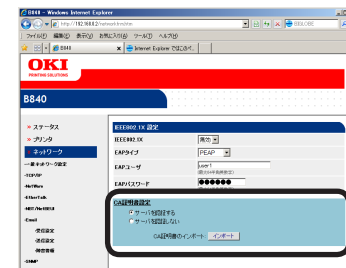 B840 - Windows Internet Explorer
http://192.168.0.2/
BIGLOBE
ファイル(F) 編集(E) 表示(V) お気に入り(A) ツール(T) ヘルプ(H)
B840
Internet Explorer ではこのペ...
OKI
PRINTING SOLUTIONS
B840
ステータス
プリンタ
ネットワーク
TCP/IP
NetWare
EtherTalk
NBT/NetBEUI
Email
受信設定
送信設定
SNMP
IEEE802.1X 設定
IEEE802.1X
無効
EAPタイプ
PEAP
EAPユーザ
user1
EAPパスワード
●●●●●●
CA証明書設定
サーバを認証する
サーバを認証しない
CA証明書のインポート
インポート